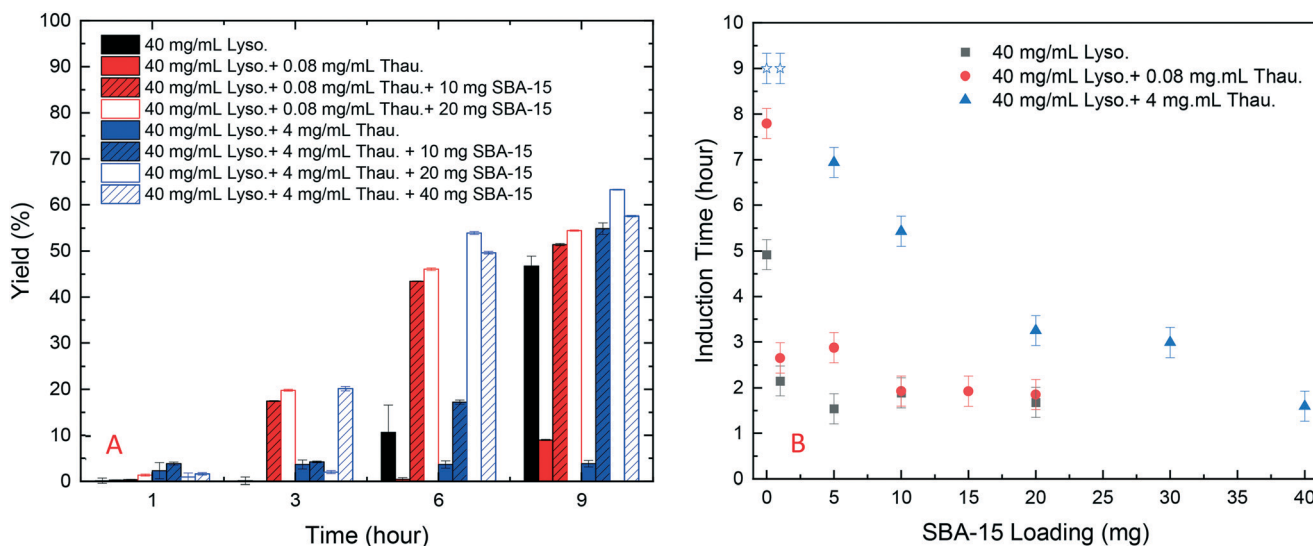 100
90
80
70
60
50
40
30
20
10
0
Yield (%)
40 mg/mL Lyso.
40 mg/mL Lyso.+ 0.08 mg/mL Thau.
40 mg/mL Lyso.+ 0.08 mg/mL Thau.+ 10 mg SBA-15
40 mg/mL Lyso.+ 0.08 mg/mL Thau.+ 20 mg SBA-15
40 mg/mL Lyso.+ 4 mg/mL Thau.
40 mg/mL Lyso.+ 4 mg/mL Thau. + 10 mg SBA-15
40 mg/mL Lyso.+ 4 mg/mL Thau. + 20 mg SBA-15
40 mg/mL Lyso.+ 4 mg/mL Thau. + 40 mg SBA-15
A
1 3 6 9
Time (hour)
10
9
8
7
6
5
4
3
2
1
0
Induction Time (hour)
40 mg/mL Lyso.
40 mg/mL Lyso.+ 0.08 mg.mL Thau.
40 mg/mL Lyso.+ 4 mg.mL Thau.
B
0 5 10 15 20 25 30 35 40
SBA-15 Loading (mg)